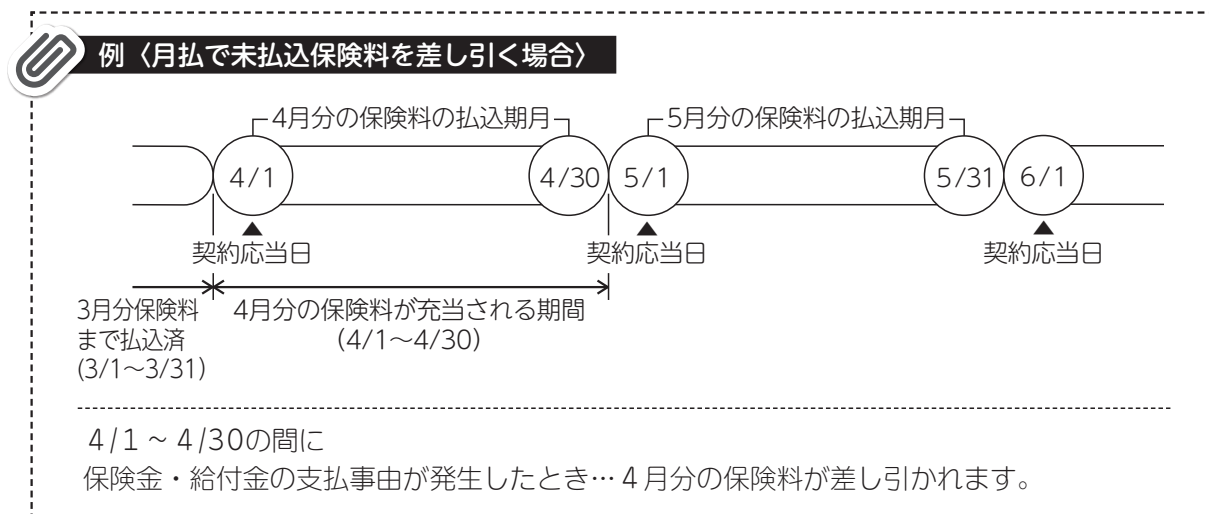 例〈月払で未払込保険料を差し引く場合〉
4月分の保険料の払込期月
5月分の保険料の払込期月
4/1
4/30
5/1
5/31
6/1
契約応当日
契約応当日
契約応当日
3月分保険料
まで払込済
(3/1〜3/31)
4月分の保険料が充当される期間
(4/1〜4/30)
4/1~4/30の間に
保険金・給付金の支払事由が発生したとき…4月分の保険料が差し引かれます。